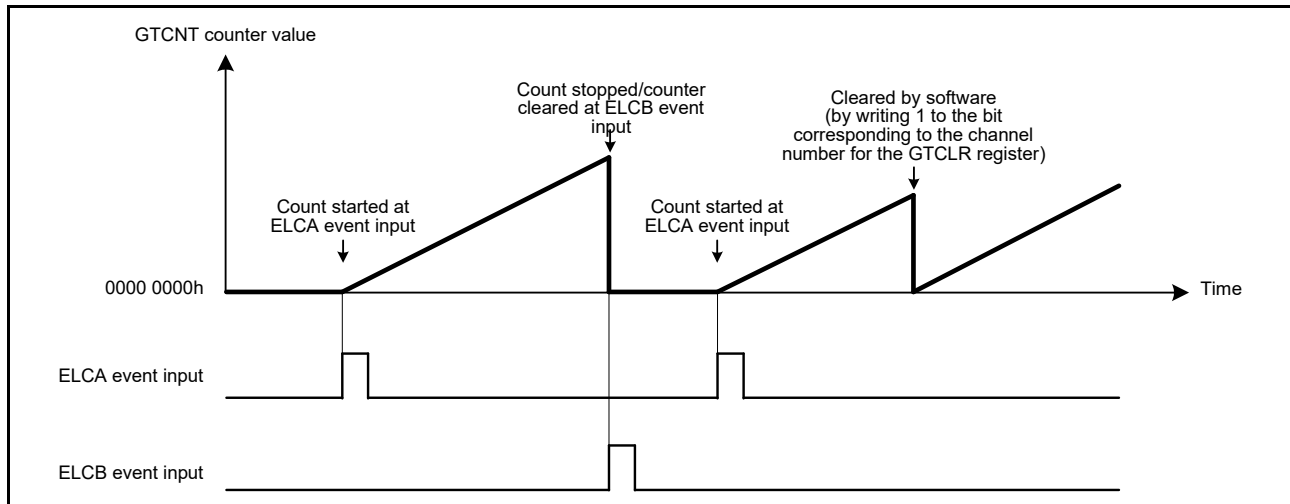 GTCNT counter value
Count stopped/counter
cleared at ELCB event
input
Cleared by software
(by writing 1 to the bit
corresponding to the channel
number for the GTCLR register)
Count started at
ELCA event input
Count started at
ELCA event input
0000 0000h
Time
ELCA event input
ELCB event input